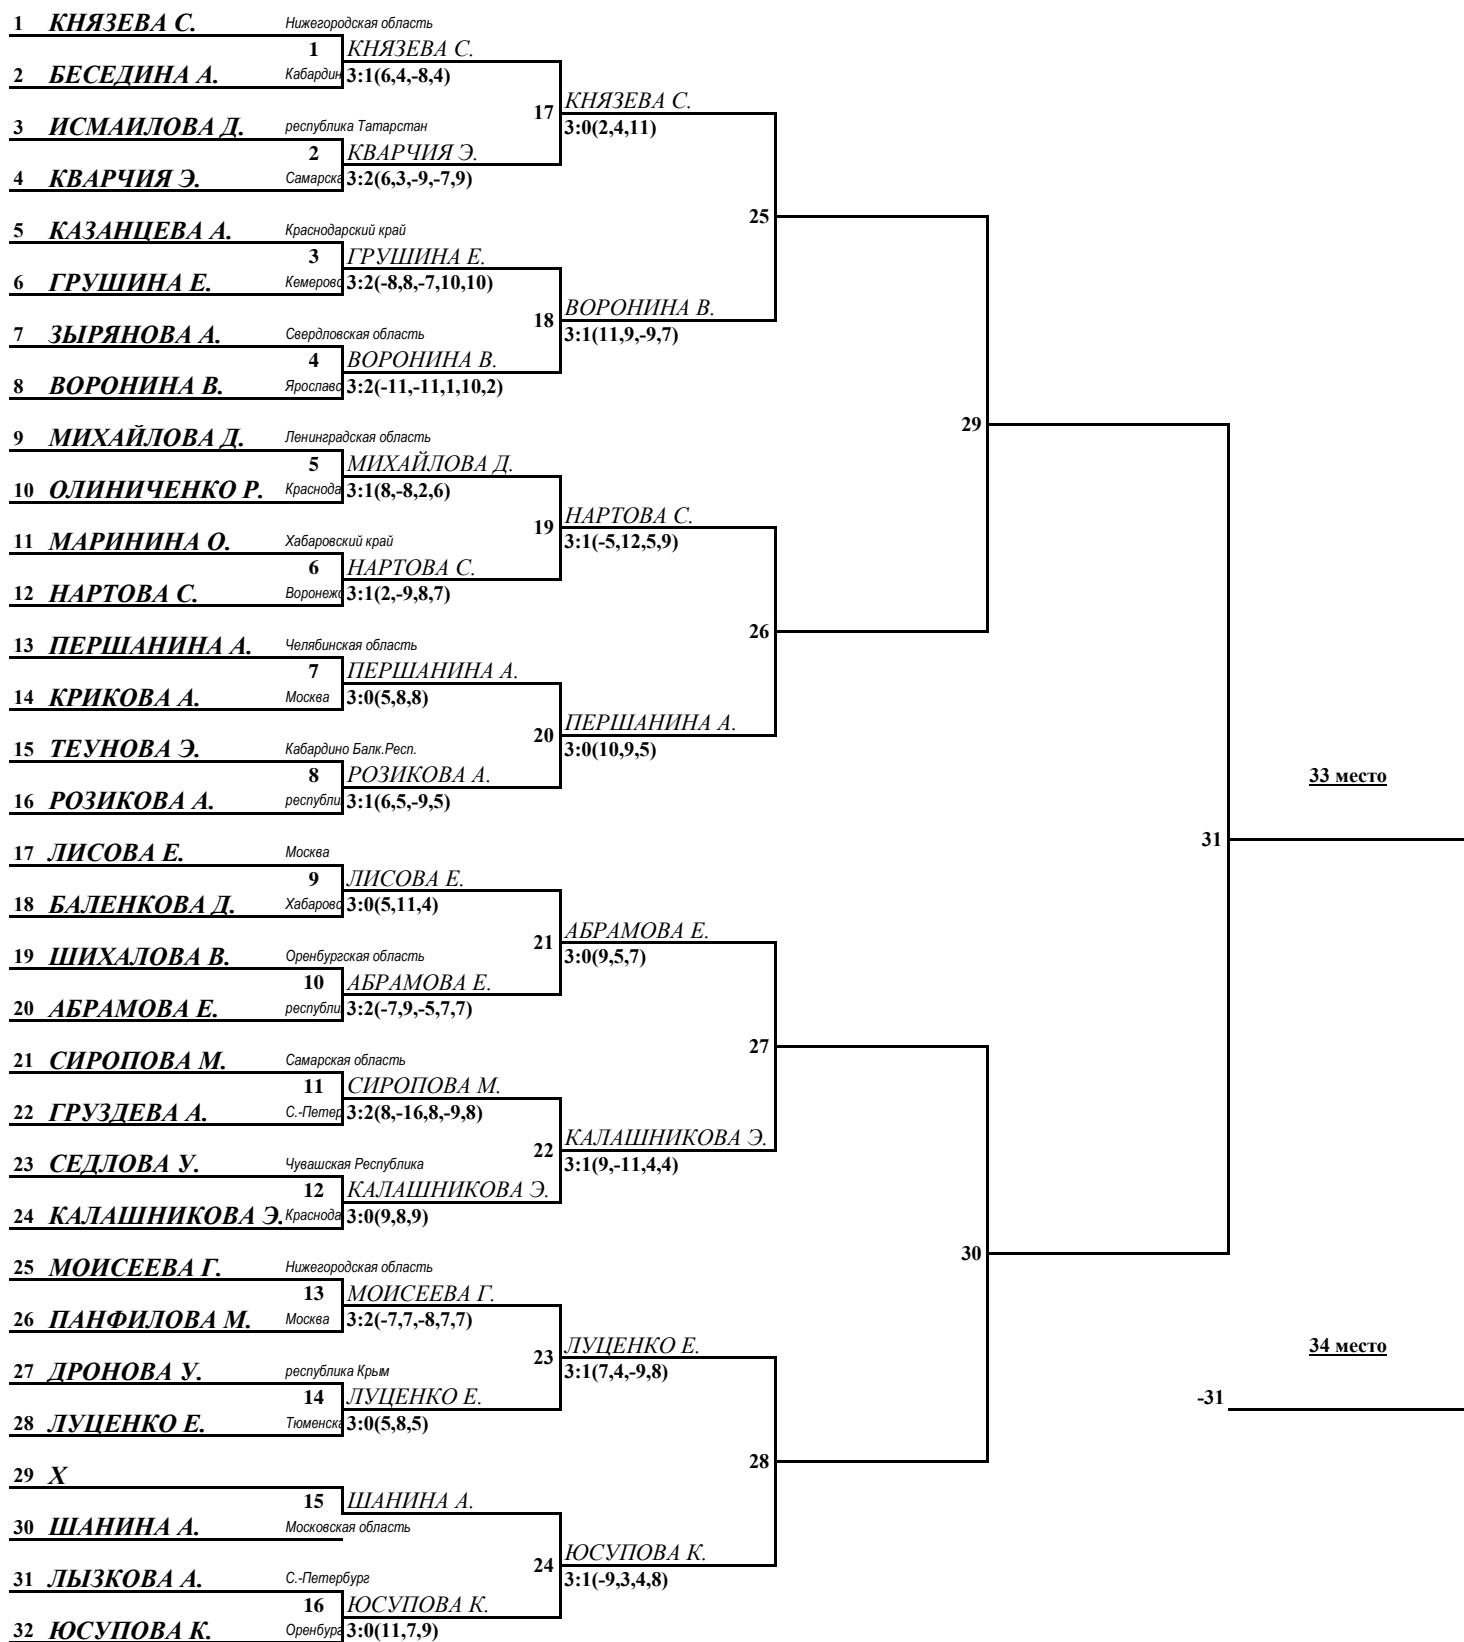 1 КНЯЗЕВА С. Нижегородская область
1 КНЯЗЕВА С.
2 БЕСЕДИНА А. Кабардин 3:1(6,4,-8,4)
17 КНЯЗЕВА С.
3 ИСМАИЛОВА Д. республика Татарстан 3:0(2,4,11)
2 КВАРЧИЯ Э.
4 КВАРЧИЯ Э. Самарска 3:2(6,3,-9,-7,9)
25
5 КАЗАНЦЕВА А. Краснодарский край
3 ГРУШИНА Е.
6 ГРУШИНА Е. Кемеровс 3:2(-8,8,-7,10,10)
18 ВОРОНИНА В.
7 ЗЫРЯНОВА А. Свердловская область 3:1(11,9,-9,7)
4 ВОРОНИНА В.
8 ВОРОНИНА В. Ярославс 3:2(-11,-11,1,10,2)
29
9 МИХАЙЛОВА Д. Ленинградская область
5 МИХАЙЛОВА Д.
10 ОЛИНИЧЕНКО Р. Краснода 3:1(8,-8,2,6)
19 НАРТОВА С.
11 МАРИНИНА О. Хабаровский край 3:1(-5,12,5,9)
6 НАРТОВА С.
12 НАРТОВА С. Воронежс 3:1(2,-9,8,7)
26
13 ПЕРШАНИНА А. Челябинская область
7 ПЕРШАНИНА А.
14 КРИКОВА А. Москва 3:0(5,8,8)
20 ПЕРШАНИНА А.
15 ТЕУНОВА Э. Кабардино Балк.Респ. 3:0(10,9,5)
8 РОЗИКОВА А. 33 место
16 РОЗИКОВА А. республи 3:1(6,5,-9,5)
31
17 ЛИСОВА Е. Москва
9 ЛИСОВА Е.
18 БАЛЕНКОВА Д. Хабаровс 3:0(5,11,4)
21 АБРАМОВА Е.
19 ШИХАЛОВА В. Оренбургская область 3:0(9,5,7)
10 АБРАМОВА Е.
20 АБРАМОВА Е. республи 3:2(-7,9,-5,7,7)
27
21 СИРОПОВА М. Самарская область
11 СИРОПОВА М.
22 ГРУЗДЕВА А. С.-Петер 3:2(8,-16,8,-9,8)
22 КАЛАШНИКОВА Э.
23 СЕДЛОВА У. Чувашская Республика 3:1(9,-11,4,4)
12 КАЛАШНИКОВА Э.
24 КАЛАШНИКОВА Э. Краснода 3:0(9,8,9)
30
25 МОИСЕЕВА Г. Нижегородская область
13 МОИСЕЕВА Г.
26 ПАНФИЛОВА М. Москва 3:2(-7,7,-8,7,7)
23 ЛУЦЕНКО Е. 34 место
27 ДРОНОВА У. республика Крым 3:1(7,4,-9,8)
14 ЛУЦЕНКО Е. -31
28 ЛУЦЕНКО Е. Тюменска 3:0(5,8,5)
28
29 X
15 ШАНИНА А.
30 ШАНИНА А. Московская область
24 ЮСУПОВА К.
31 ЛЫЗКОВА А. С.-Петербург 3:1(-9,3,4,8)
16 ЮСУПОВА К.
32 ЮСУПОВА К. Оренбург 3:0(11,7,9)